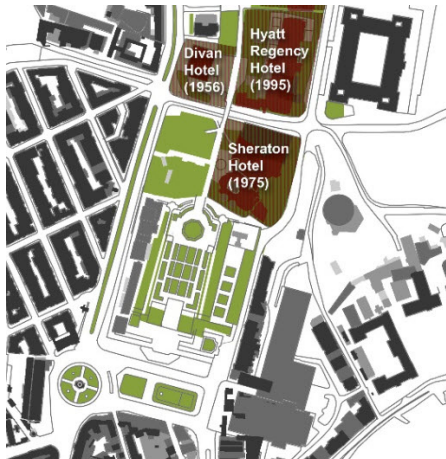 Divan
Hotel
(1956)
Hyatt
Regency
Hotel
(1995)
Sheraton
Hotel
(1975)